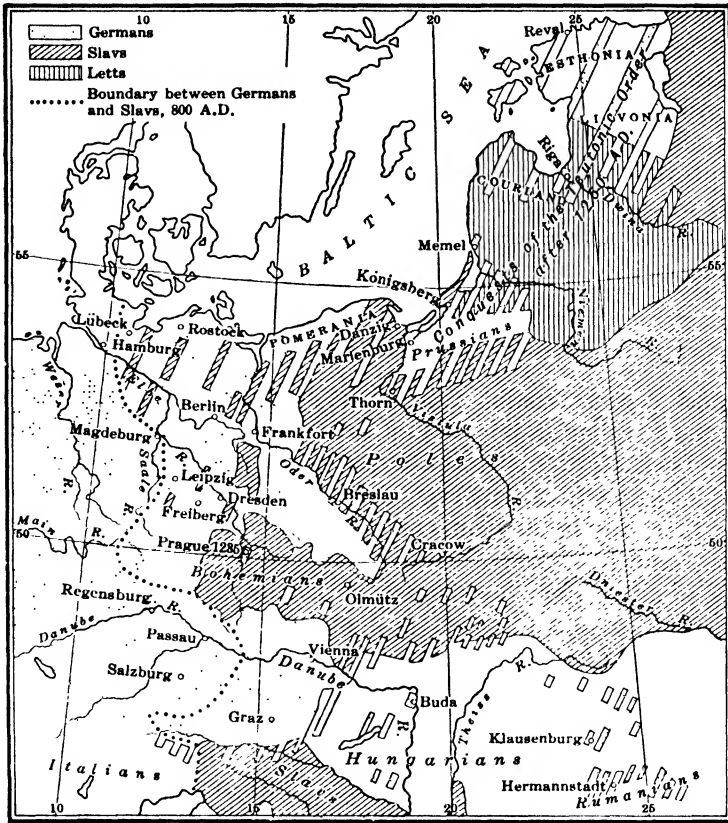 10
15
20
25
Germans
Slavs
Letts
Boundary between Germans
and Slavs, 800 A.D.
Reval
ESTHONIA
LIVONIA
BALTIC SEA
Riga
COURLAND
Conquests of the Teutonic Order
after 1280 A.D.
Dwina R.
55
55
Memel
Königsberg
Niemen R.
Lübeck
Rostock
POMERANIA
Danzig
Hamburg
Marienburg
Prussians
Weser R.
Elbe R.
Berlin
Thorn
Vistula R.
Magdeburg
Frankfort
Poles
Saale R.
Leipzig
Oder R.
Dresden
Breslau
Freiberg
Main R.
50
50
Prague 1235
Cracow
Bohemians
Regensburg
Olmütz
Dniester R.
Danube R.
Passau
Vienna
Danube R.
Salzburg
Buda
Theiss R.
Graz
Klausenburg
Hungarians
Italians
Slavs
Hermannstadt
Rumanians
10
15
20
25